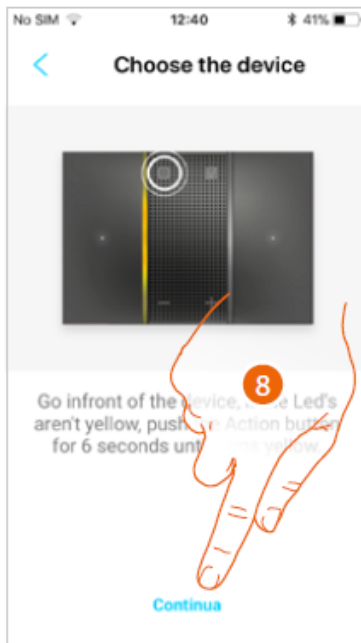 No SIM 12:40 41%
Choose the device
Go infront of the device, Led's
aren't yellow, push Action button
for 6 seconds yellow.
8
Continua